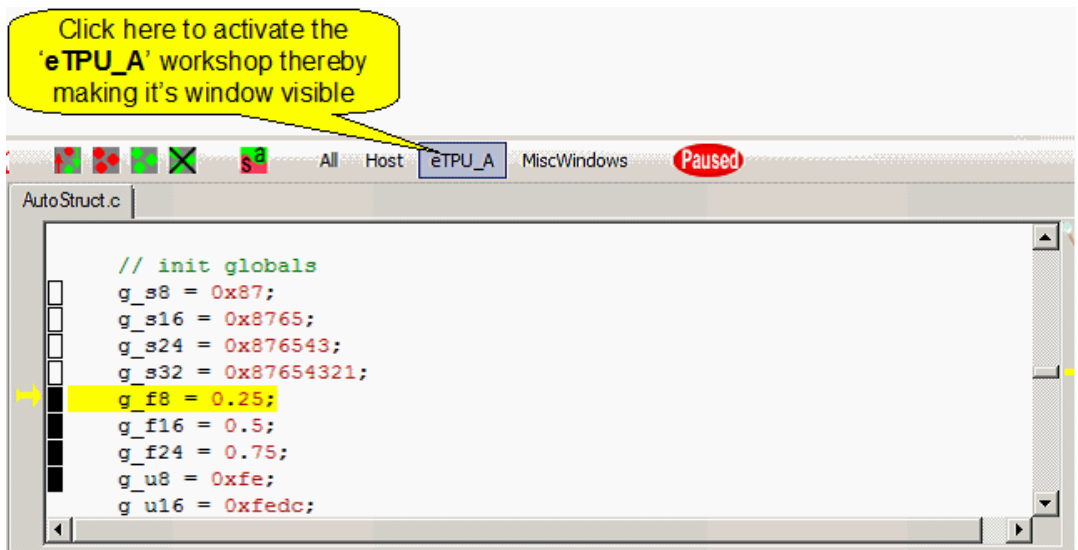 Click here to activate the
‘eTPU_A’ workshop thereby
making it's window visible
sa All Host eTPU_A MiscWindows Paused
AutoStruct.c
// init globals
g_s8 = 0x87;
g_s16 = 0x8765;
g_s24 = 0x876543;
g_s32 = 0x87654321;
g_f8 = 0.25;
g_f16 = 0.5;
g_f24 = 0.75;
g_u8 = 0xfe;
g_u16 = 0xfedc;